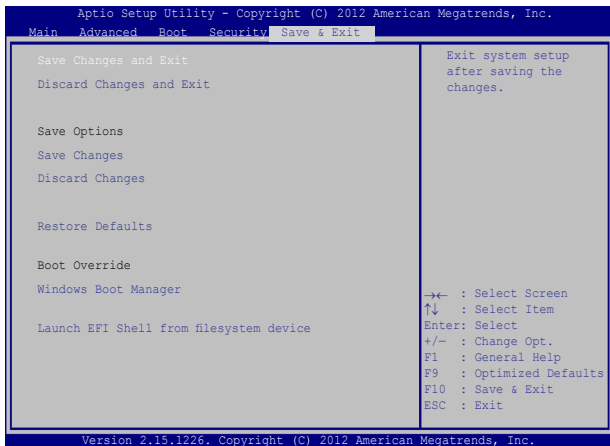 Aptio Setup Utility - Copyright (C) 2012 American Megatrends, Inc.
Main Advanced Boot Security Save & Exit
Save Changes and Exit
Discard Changes and Exit
Save Options
Save Changes
Discard Changes
Restore Defaults
Boot Override
Windows Boot Manager
Launch EFI Shell from filesystem device
Exit system setup
after saving the
changes.
→← : Select Screen
↑↓ : Select Item
Enter: Select
+/— : Change Opt.
F1 : General Help
F9 : Optimized Defaults
F10 : Save & Exit
ESC : Exit
Version 2.15.1226. Copyright (C) 2012 American Megatrends, Inc.